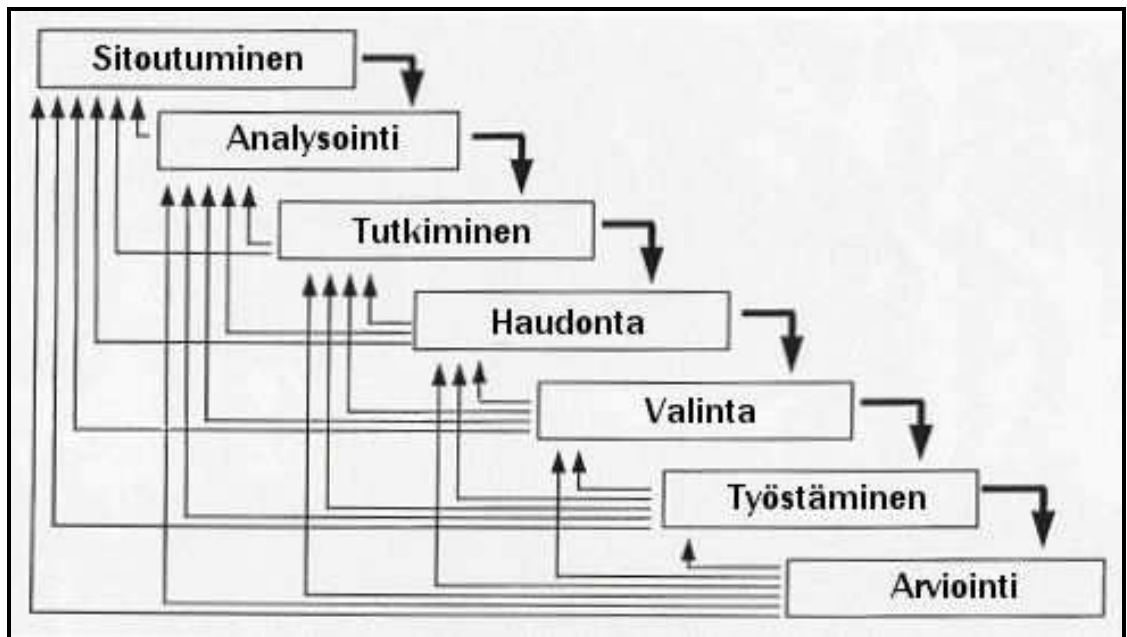 Sitoutuminen
Analysointi
Tutkiminen
Haudonta
Valinta
Työstäminen
Arviointi